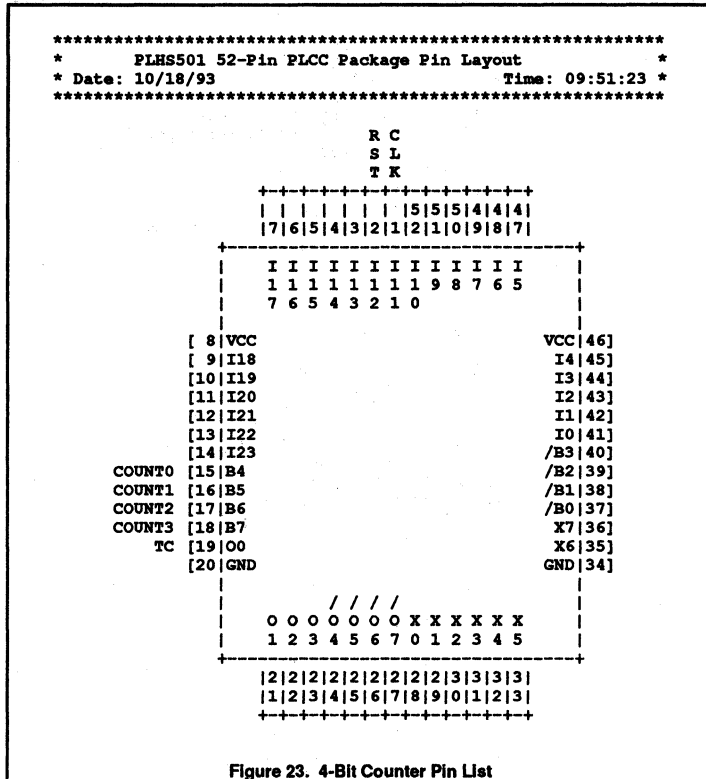 ************************************************************
* PLHS501 52-Pin PLCC Package Pin Layout *
* Date: 10/18/93 Time: 09:51:23 *
************************************************************
R C
S L
T K
+-+-+-+-+-+-+-+-+-+-+-+-+-+
| | | | | | | |5|5|5|4|4|4|
|7|6|5|4|3|2|1|2|1|0|9|8|7|
+----------------------------------+
| I I I I I I I I I I I I I |
| 1 1 1 1 1 1 1 1 9 8 7 6 5 |
| 7 6 5 4 3 2 1 0 |
| |
[ 8|VCC VCC|46]
[ 9|I18 I4|45]
[10|I19 I3|44]
[11|I20 I2|43]
[12|I21 I1|42]
[13|I22 I0|41]
[14|I23 /B3|40]
COUNT0 [15|B4 /B2|39]
COUNT1 [16|B5 /B1|38]
COUNT2 [17|B6 /B0|37]
COUNT3 [18|B7 X7|36]
TC [19|O0 X6|35]
[20|GND GND|34]
| |
| / / / / |
| O O O O O O O X X X X X X |
| 1 2 3 4 5 6 7 0 1 2 3 4 5 |
+----------------------------------+
|2|2|2|2|2|2|2|2|2|3|3|3|3|
|1|2|3|4|5|6|7|8|9|0|1|2|3|
+-+-+-+-+-+-+-+-+-+-+-+-+-+
Figure 23. 4-Bit Counter Pin List